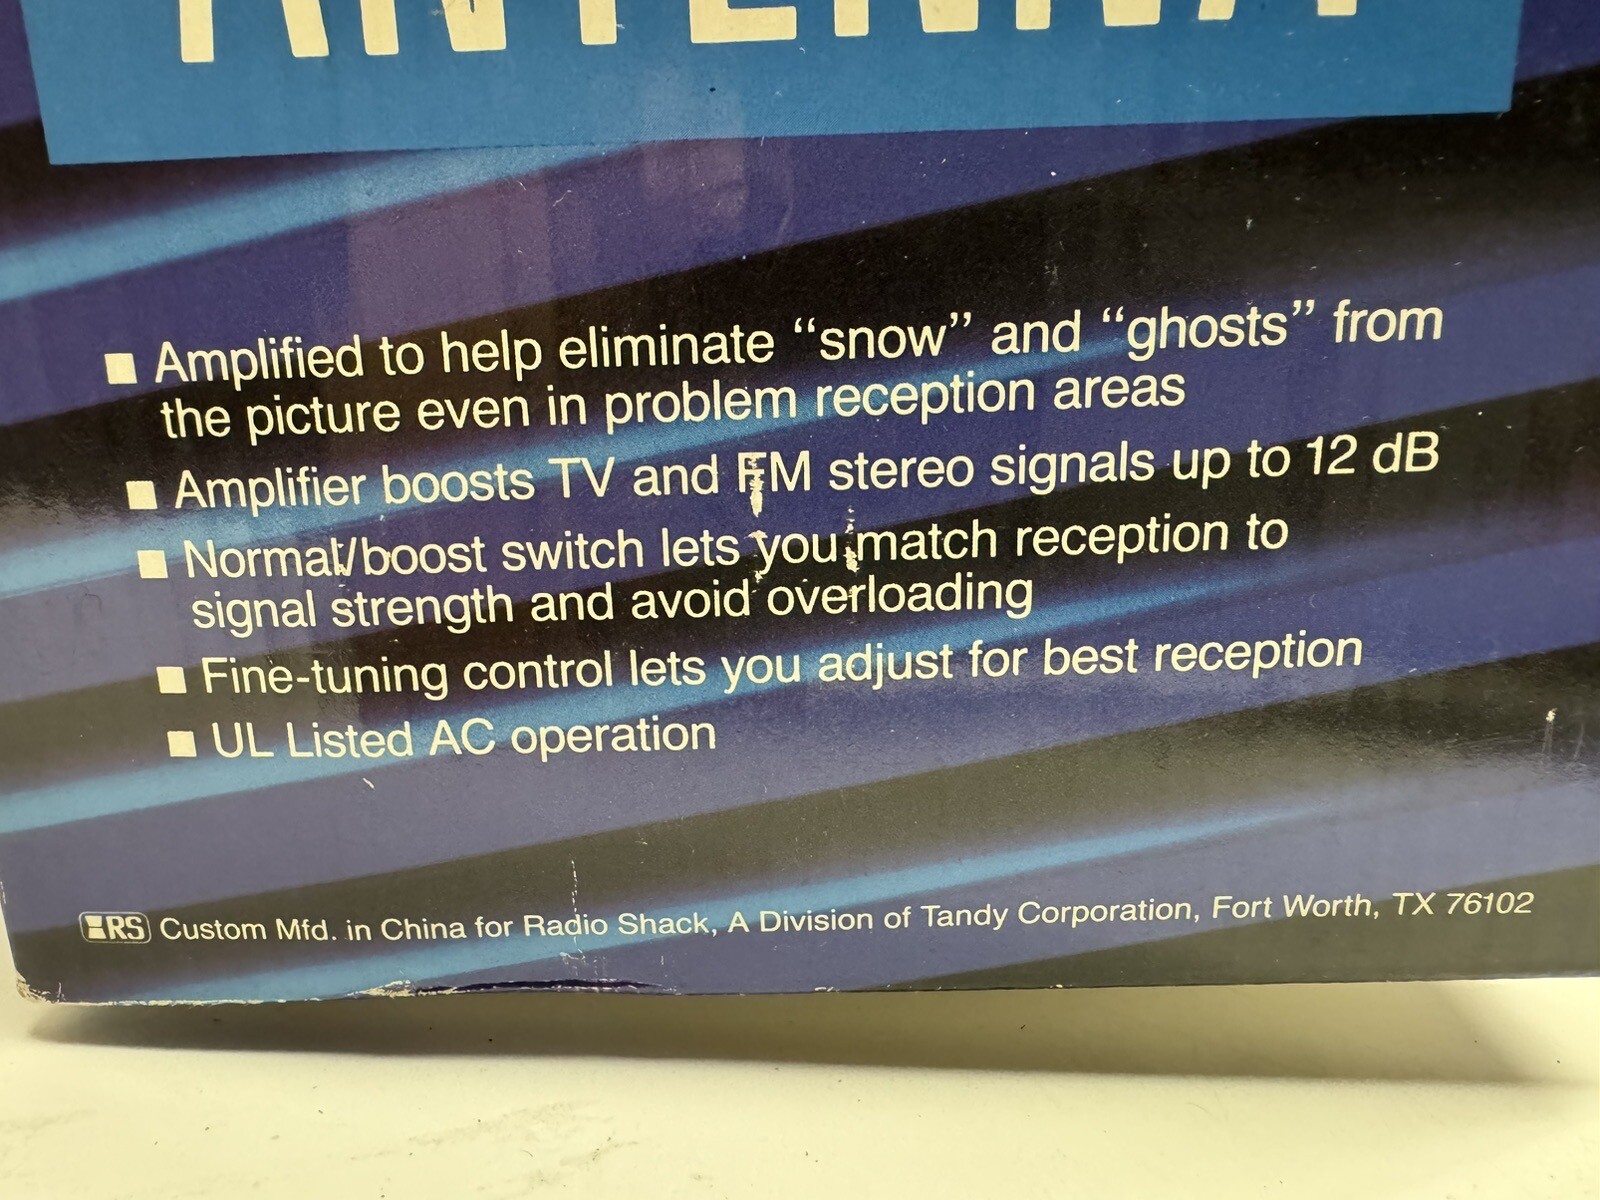 ANTENNA
■ Amplified to help eliminate “snow” and “ghosts” from
the picture even in problem reception areas
■ Amplifier boosts TV and FM stereo signals up to 12 dB
■ Normal/boost switch lets you match reception to
signal strength and avoid overloading
■ Fine-tuning control lets you adjust for best reception
■ UL Listed AC operation
RS Custom Mfd. in China for Radio Shack, A Division of Tandy Corporation, Fort Worth, TX 76102